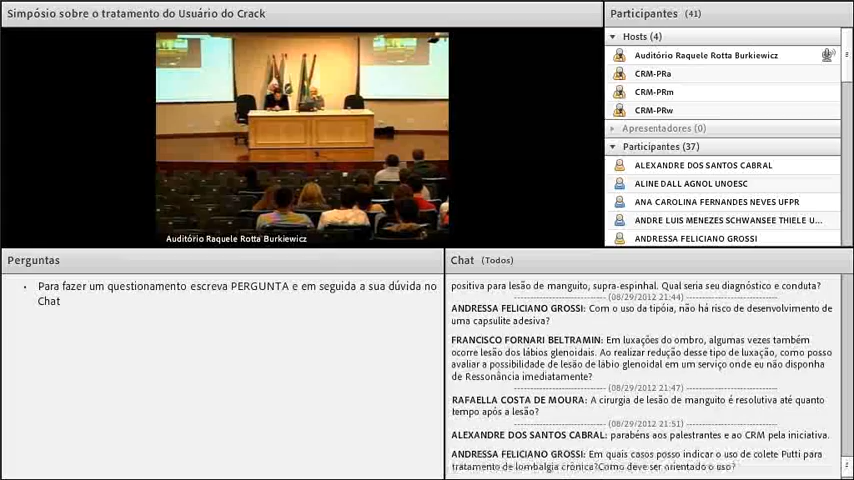 Simpósio sobre o tratamento do Usuário do Crack
Auditório Raquele Rotta Burkiewicz
Participantes (41)
Hosts (4)
Auditório Raquele Rotta Burkiewicz
CRM-PRa
CRM-PRm
CRM-PRw
Apresentadores (0)
Participantes (37)
ALEXANDRE DOS SANTOS CABRAL
ALINE DALL AGNOL UNOESC
ANA CAROLINA FERNANDES NEVES UFPR
ANDRE LUIS MENEZES SCHWANSEE THIELE U...
ANDRESSA FELICIANO GROSSI
Perguntas
Para fazer um questionamento escreva PERGUNTA e em seguida a sua dúvida no
Chat
Chat (Todos)
positiva para lesão de manguito, supra-espinhal. Qual seria seu diagnóstico e conduta?
(08/29/2012 21:44)
ANDRESSA FELICIANO GROSSI: Com o uso da tipóia, não há risco de desenvolvimento de
uma capsulite adesiva?
FRANCISCO FORNARI BELTRAMIN: Em luxações do ombro, algumas vezes também
ocorre lesão dos lábios glenoidais. Ao realizar redução desse tipo de luxação, como posso
avaliar a possibilidade de lesão de lábio glenoidal em um serviço onde eu não disponha
de Ressonância imediatamente?
(08/29/2012 21:47)
RAFAELLA COSTA DE MOURA: A cirurgia de lesão de manguito é resolutiva até quanto
tempo após a lesão?
(08/29/2012 21:51)
ALEXANDRE DOS SANTOS CABRAL: parabéns aos palestrantes e ao CRM pela iniciativa.
ANDRESSA FELICIANO GROSSI: Em quais casos posso indicar o uso de colete Putti para
tratamento de lombalgia crônica?Como deve ser orientado o uso?